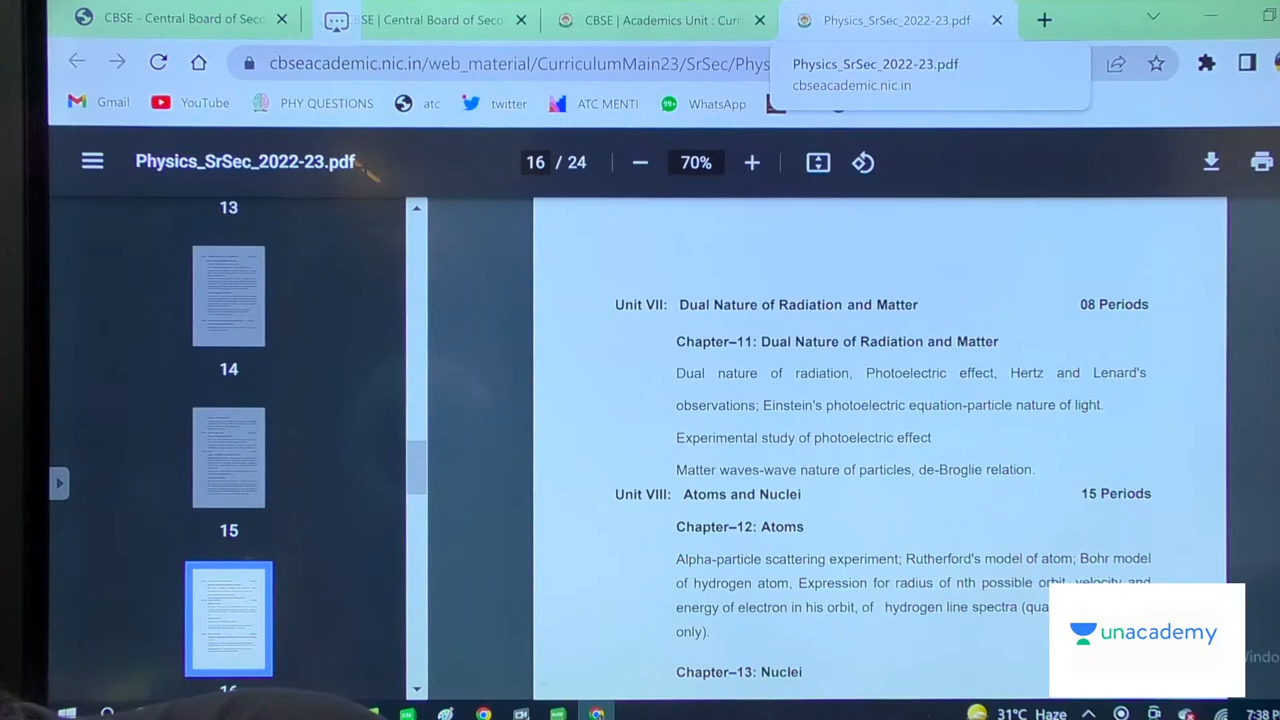 CBSE - Central Board of Seco
SE | Central Board of Seco
CBSE | Academics Unit : Curri
Physics_SrSec_2022-23.pdf
cbseacademic.nic.in/web_material/CurriculumMain23/SrSec/Phys
Physics_SrSec_2022-23.pdf
cbseacademic.nic.in
Gmail
YouTube
PHY QUESTIONS
atc
twitter
ATC MENTI
99+
WhatsApp
Physics_SrSec_2022-23.pdf
16 / 24
70%
13
14
15
16
Unit VII: Dual Nature of Radiation and Matter 08 Periods
Chapter–11: Dual Nature of Radiation and Matter
Dual nature of radiation, Photoelectric effect, Hertz and Lenard's
observations; Einstein's photoelectric equation-particle nature of light.
Experimental study of photoelectric effect
Matter waves-wave nature of particles, de-Broglie relation.
Unit VIII: Atoms and Nuclei 15 Periods
Chapter–12: Atoms
Alpha-particle scattering experiment; Rutherford's model of atom; Bohr model
of hydrogen atom, Expression for radius of nth possible orbit, velocity and
energy of electron in his orbit, of hydrogen line spectra (qua
only).
Chapter–13: Nuclei
unacademy
31°C Haze
7:38 P